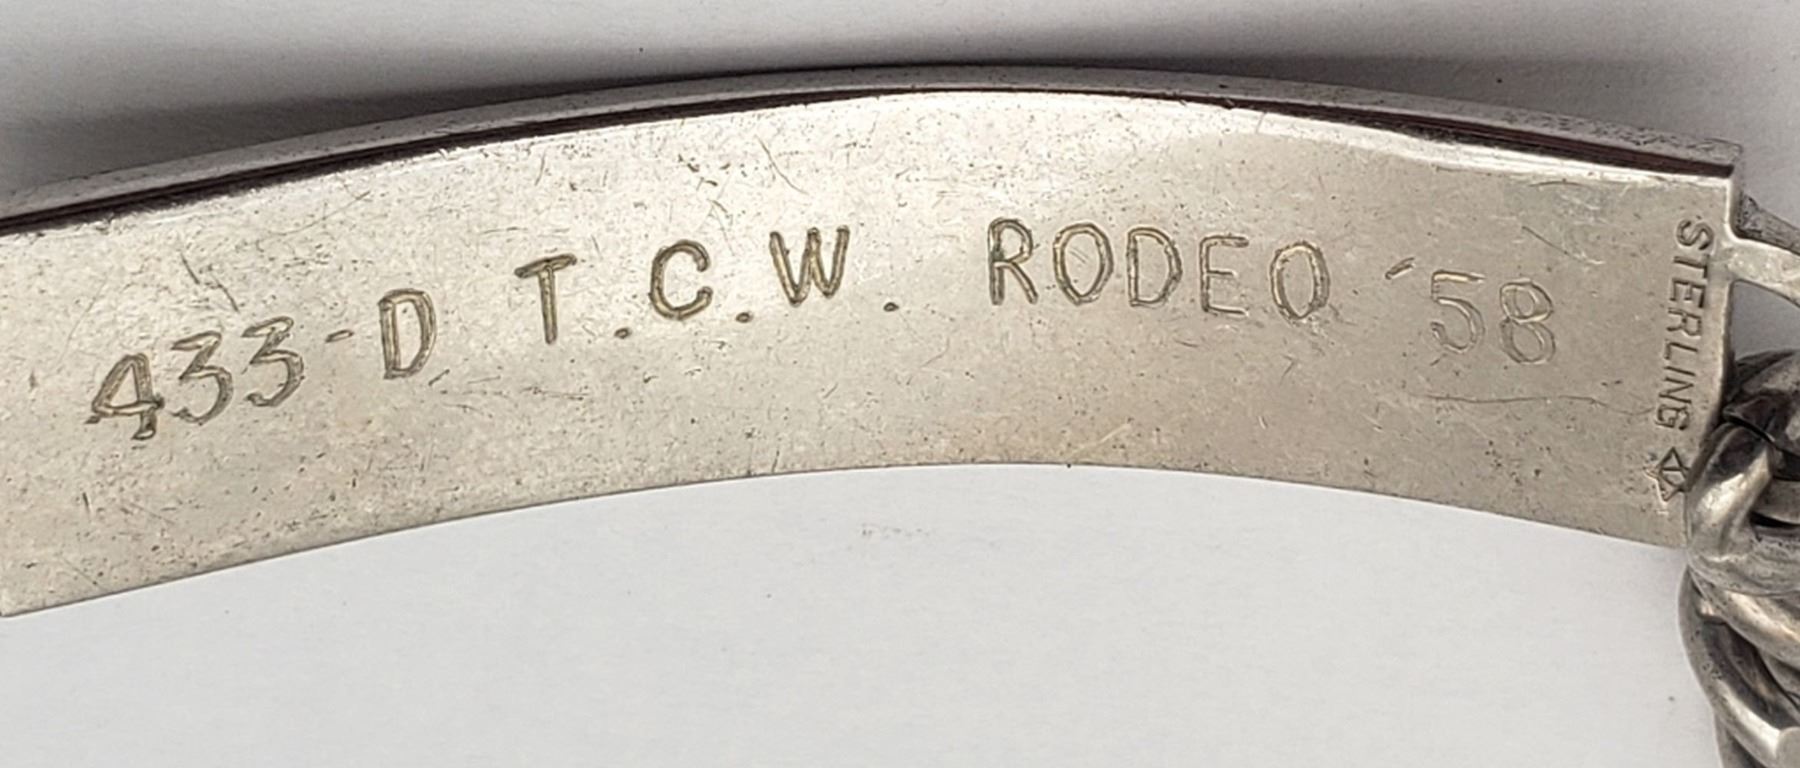 433-D T.C.W. RODEO '58
STERLING